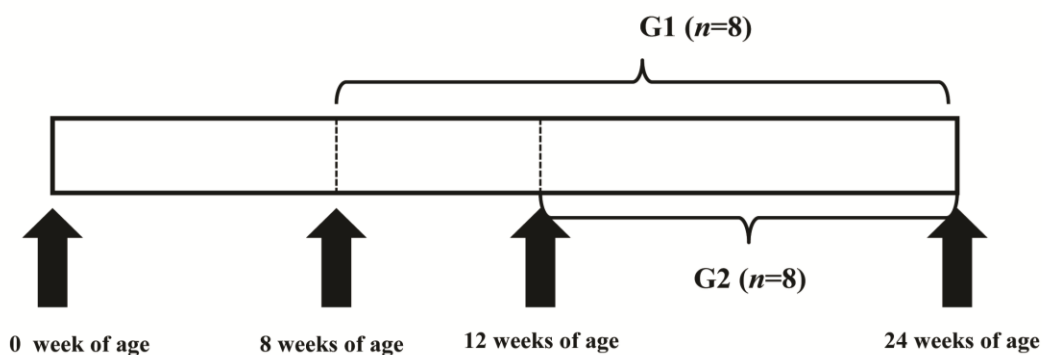 G1 (n=8)
G2 (n=8)
0 week of age
8 weeks of age
12 weeks of age
24 weeks of age